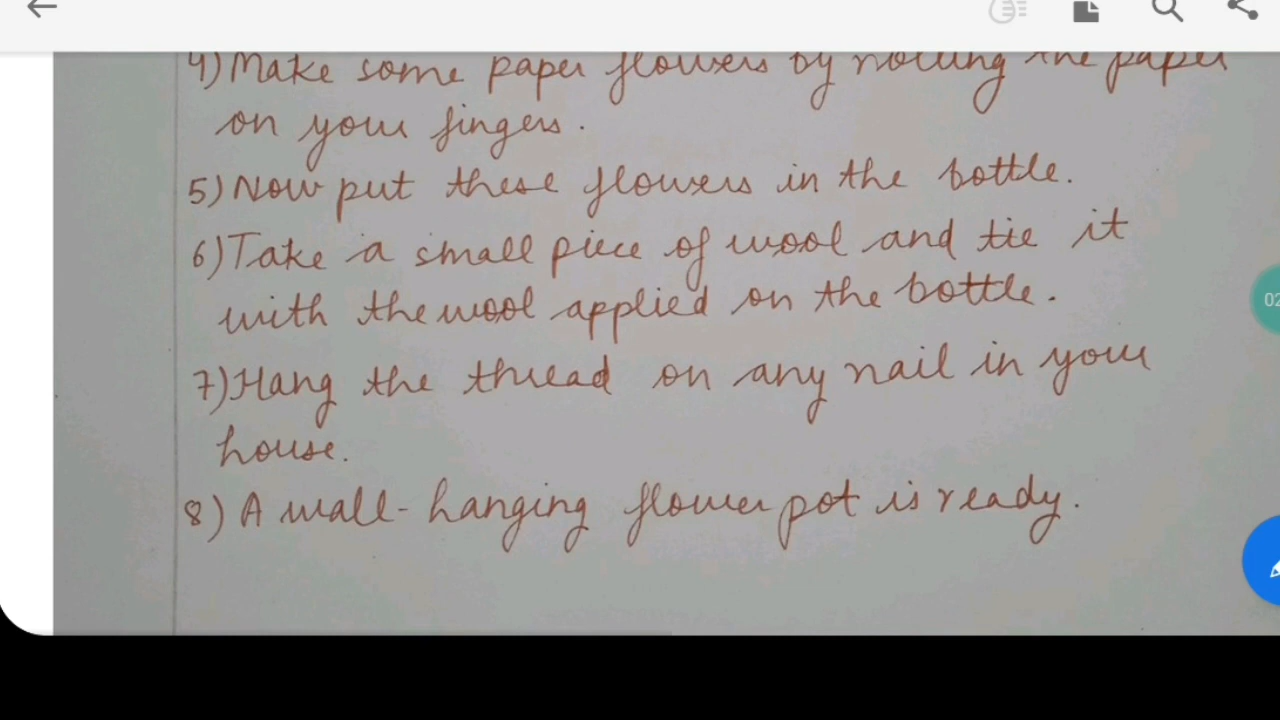 4) Make some paper flowers by rolling the paper
on your fingers.
5) Now put these flowers in the bottle.
6) Take a small piece of wool and tie it
with the wool applied on the bottle.
02
7) Hang the thread on any nail in your
house.
8) A wall-hanging flower pot is ready.